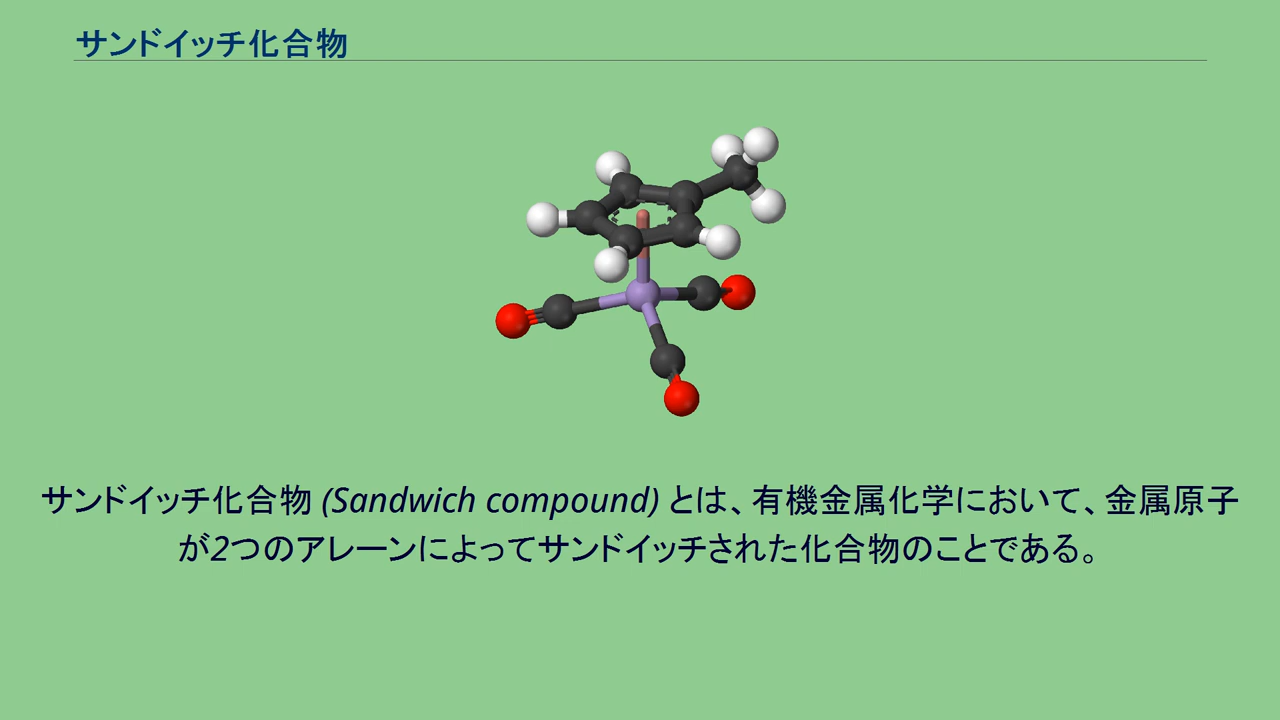 サンドイッチ化合物
サンドイッチ化合物 (Sandwich compound) とは、有機金属化学において、金属原子
が2つのアレーンによってサンドイッチされた化合物のことである。